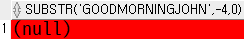 SUBSTR('GOODMORNINGJOHN',-4,0)
1 (null)